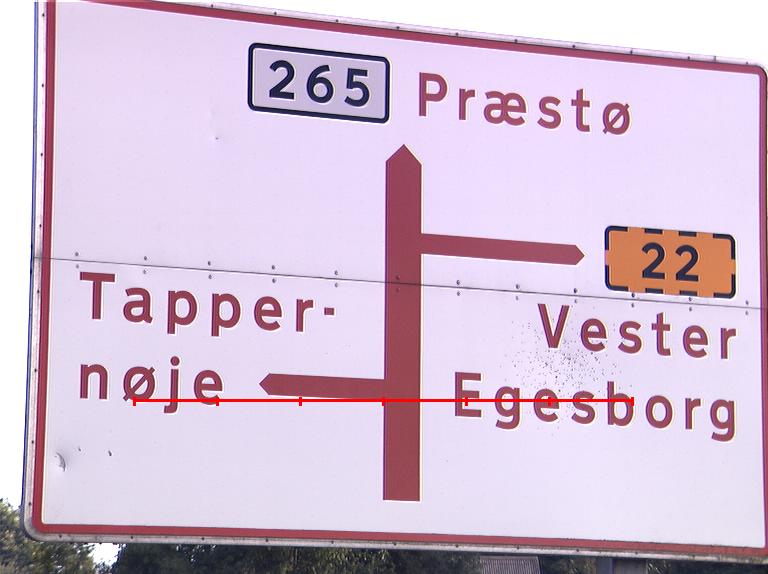 265 Præstø
22
Tapper-
nøje
Vester
Egesborg